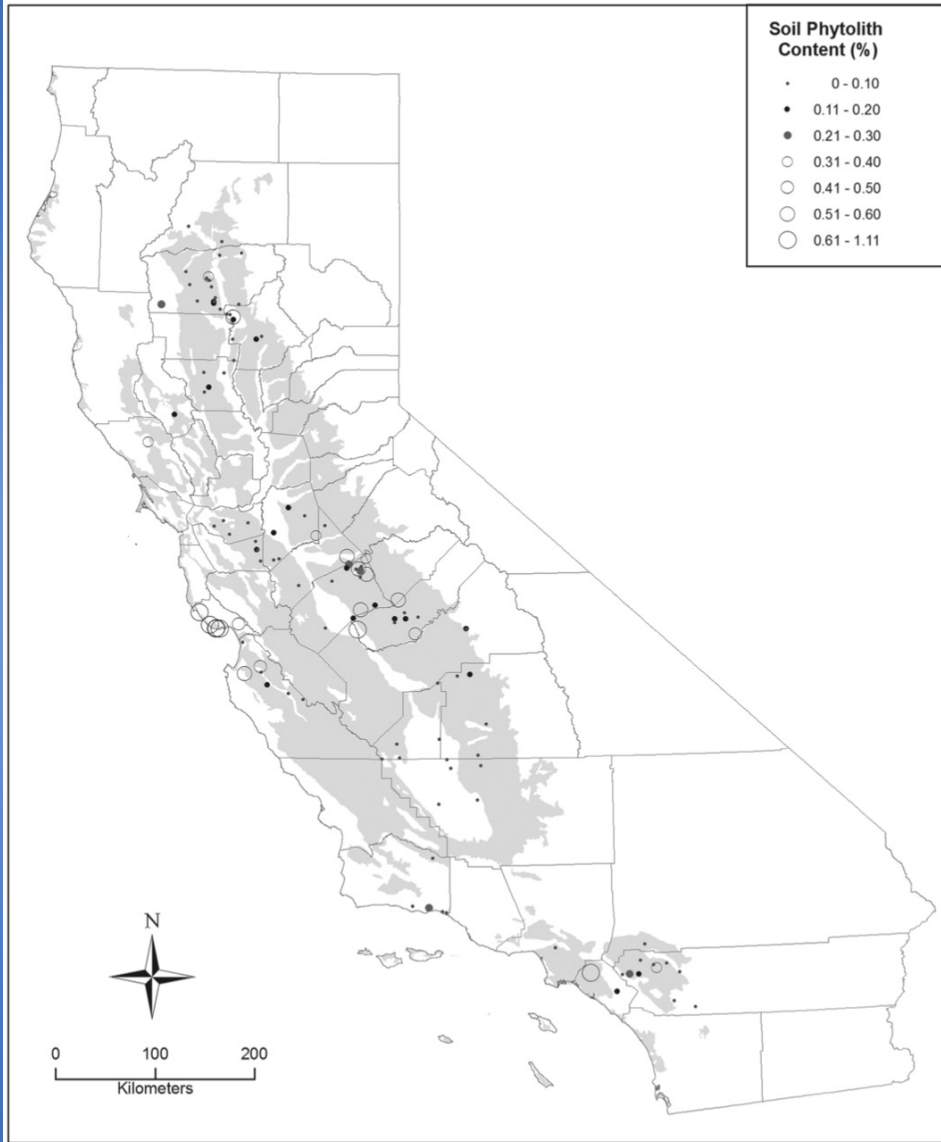 Soil Phytolith
Content (%)
0 - 0.10
0.11 - 0.20
0.21 - 0.30
0.31 - 0.40
0.41 - 0.50
0.51 - 0.60
0.61 - 1.11
N
0 100 200
Kilometers